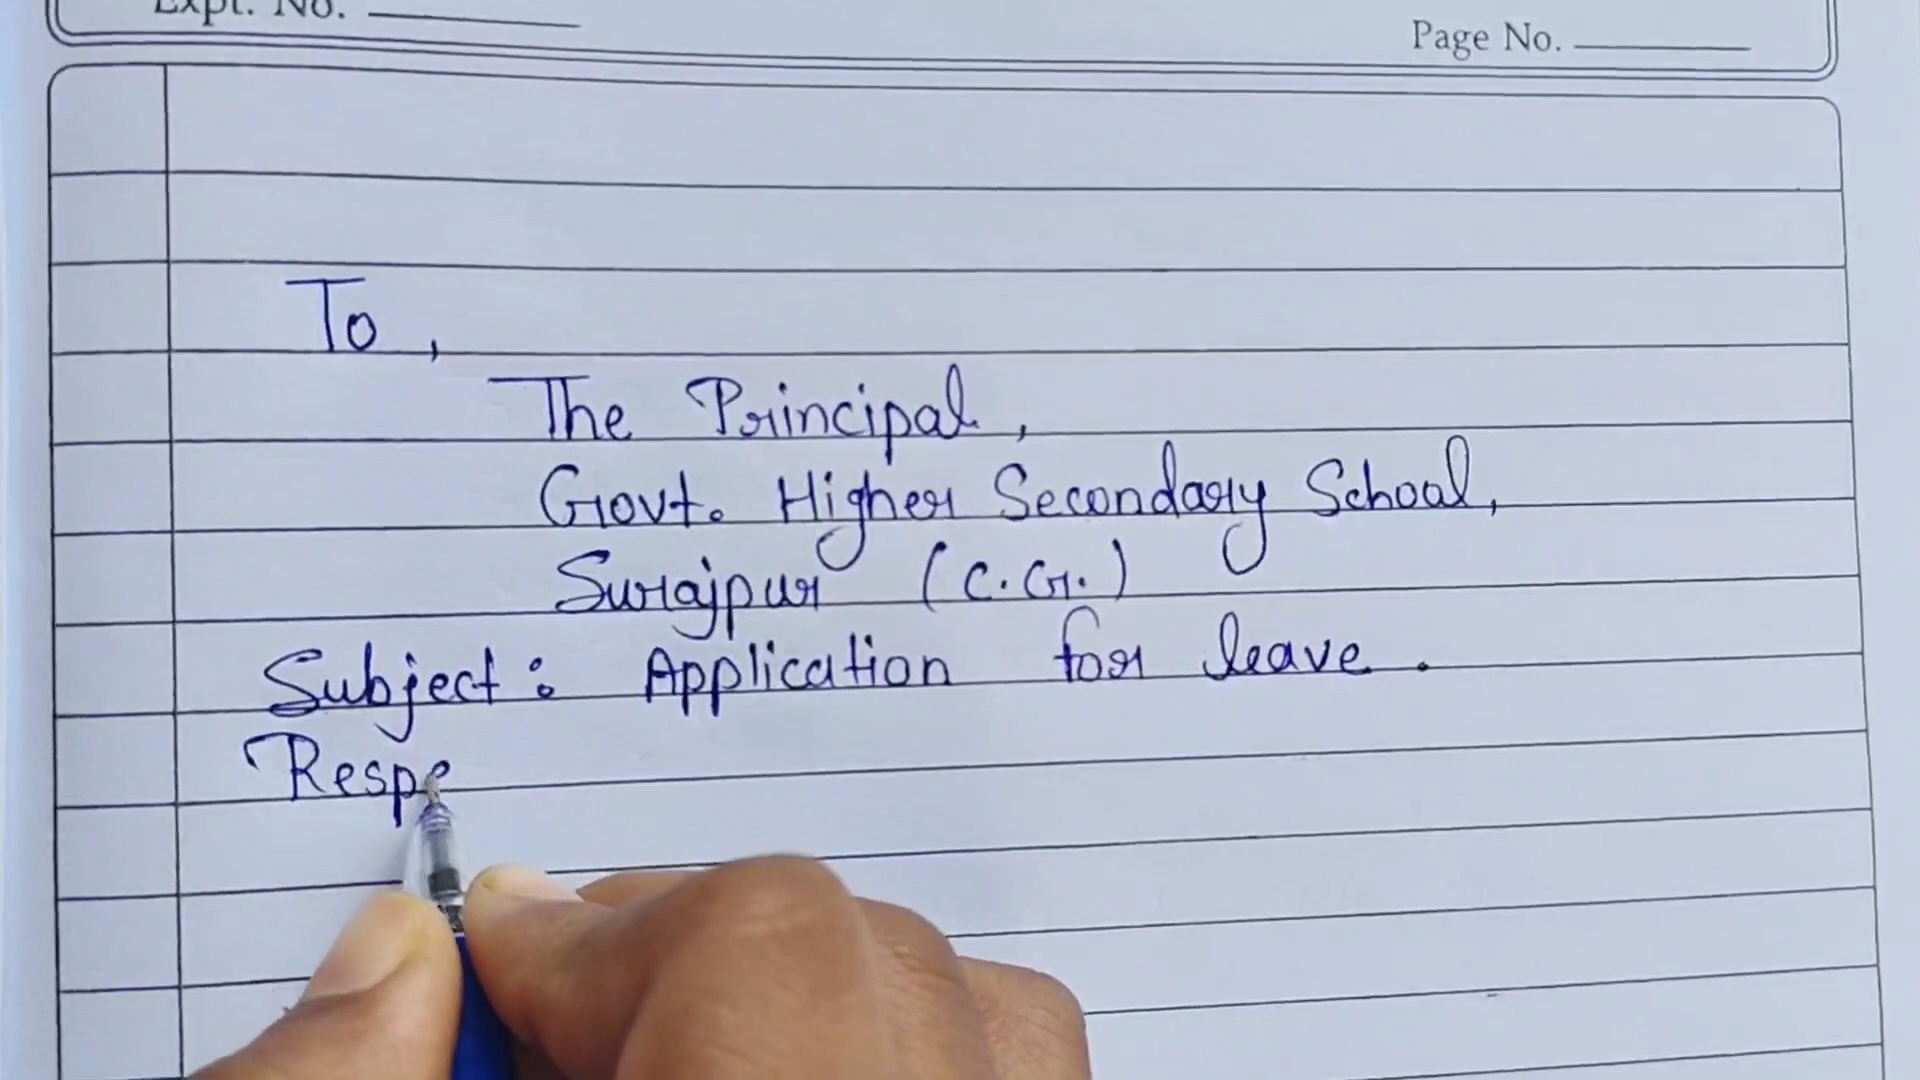 Expt. No.
Page No.
To,
The Principal,
Govt. Higher Secondary School,
Surajpur (C.G.)
Subject: Application for leave.
Respe